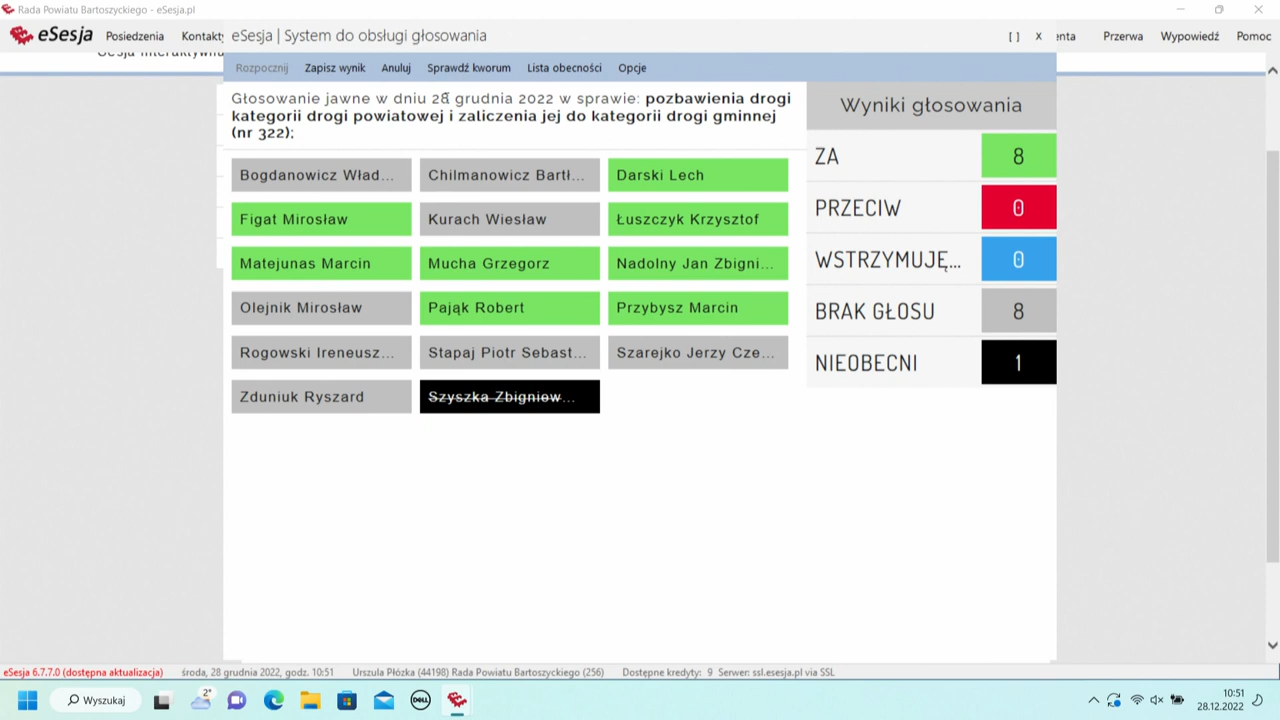 Rada Powiatu Bartoszyckiego - eSesja.pl
eSesja Posiedzenia Kontakty
eSesja | System do obsługi głosowania [ ] X
enta Przerwa Wypowiedź Pomoc
Rozpocznij Zapisz wynik Anuluj Sprawdź kworum Lista obecności Opcje
Głosowanie jawne w dniu 28 grudnia 2022 w sprawie: pozbawienia drogi
kategorii drogi powiatowej i zaliczenia jej do kategorii drogi gminnej
(nr 322);
Bogdanowicz Wład... Chilmanowicz Bartł... Darski Lech
Figat Mirosław Kurach Wiesław Łuszczyk Krzysztof
Matejunas Marcin Mucha Grzegorz Nadolny Jan Zbigni...
Olejnik Mirosław Pająk Robert Przybysz Marcin
Rogowski Ireneusz... Stapaj Piotr Sebast... Szarejko Jerzy Cze...
Zduniuk Ryszard Szyszka Zbigniew...
Wyniki głosowania
ZA 8
PRZECIW 0
WSTRZYMUJĘ... 0
BRAK GŁOSU 8
NIEOBECNI 1
eSesja 6.7.7.0 (dostępna aktualizacja) środa, 28 grudnia 2022, godz. 10:51 Urszula Płózka (44198) Rada Powiatu Bartoszyckiego (256) Dostępne kredyty: 9 Serwer: ssl.esesja.pl via SSL
Wyszukaj 2° DELL 10:51
28.12.2022